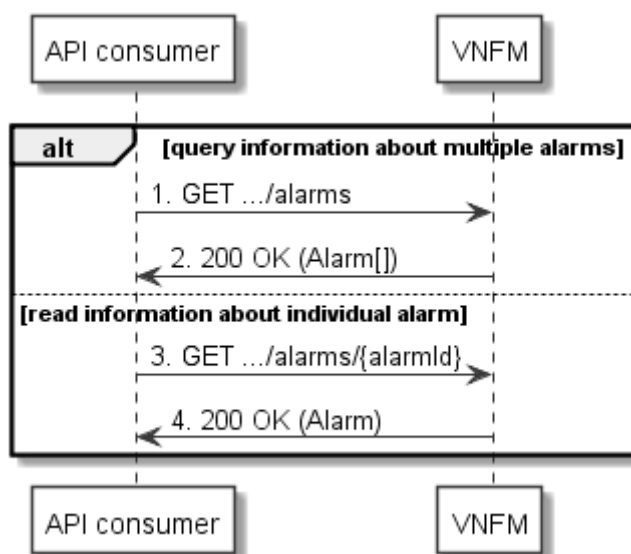 API consumer VNFM
alt [query information about multiple alarms]
1. GET .../alarms
2. 200 OK (Alarm[])
[read information about individual alarm]
3. GET .../alarms/{alarmId}
4. 200 OK (Alarm)
API consumer VNFM